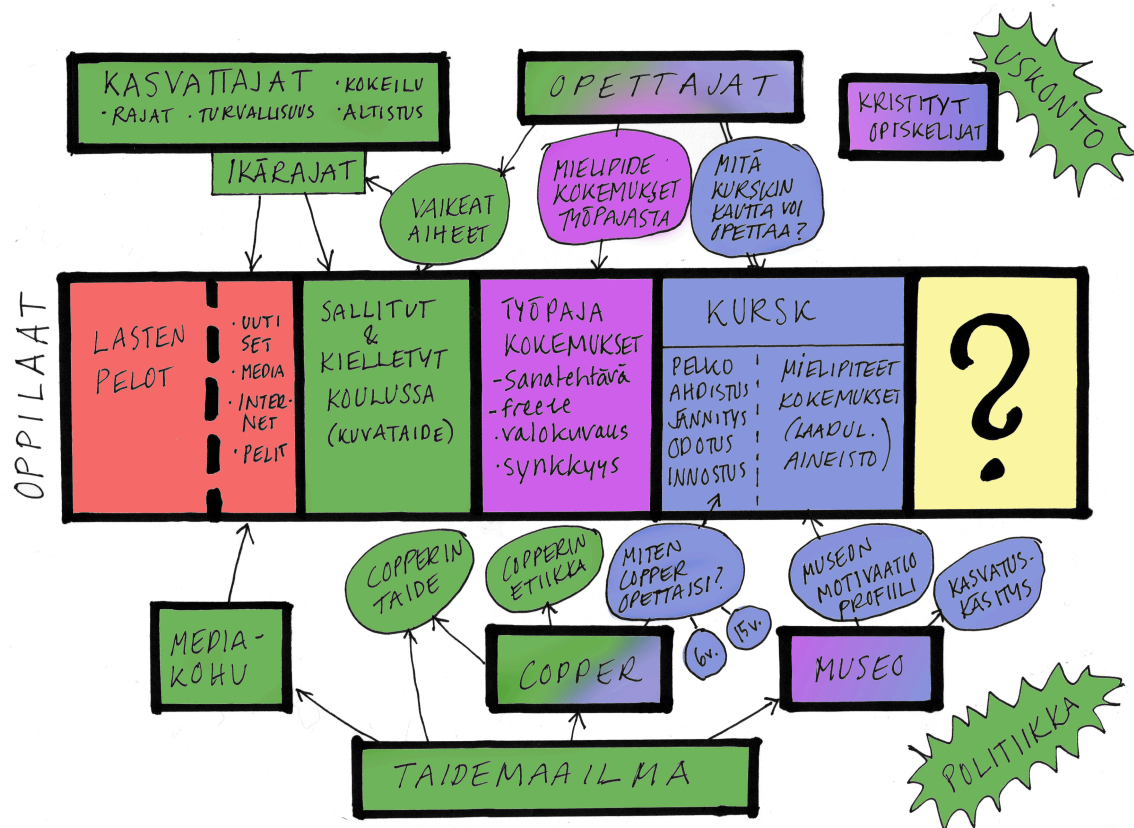 KASVATTAJAT
· KOKEILU
· RAJAT · TURVALLISUUS · ALTISTUS
IKÄRAJAT
OPETTAJAT
KRISTITYT
OPISKELIJAT
USKONTO
VAIKEAT
AIHEET
MIELIPIDE
KOKEMUKSET
TYÖPAJASTA
MITÄ
KURSKIN
KAUTTA VOI
OPETTAA?
OPPILAAT
LASTEN
PELOT
· UUTI
SET
· MEDIA
· INTER-
NET
· PELIT
SALLITUT
&
KIELLETYT
KOULUSSA
(KUVATAIDE)
TYÖPAJA
KOKEMUKSET
- Sanatehtävä
- freeze
· valokuvaus
· synkkyys
KURSK
PELKO
AHDISTUS
JÄNNITYS
ODOTUS
INNOSTUS
MIELIPITEET
KOKEMUKSET
(LAADUL.
AINEISTO)
?
COPPERIN
TAIDE
COPPERIN
ETIIKKA
MITEN
COPPER
OPETTAISI?
6v.
15v.
MUSEON
MOTIVAATIO
PROFIILI
KASVATUS-
KÄSITYS
MEDIA-
KOHU
COPPER
MUSEO
TAIDEMAAILMA
POLITIIKKA